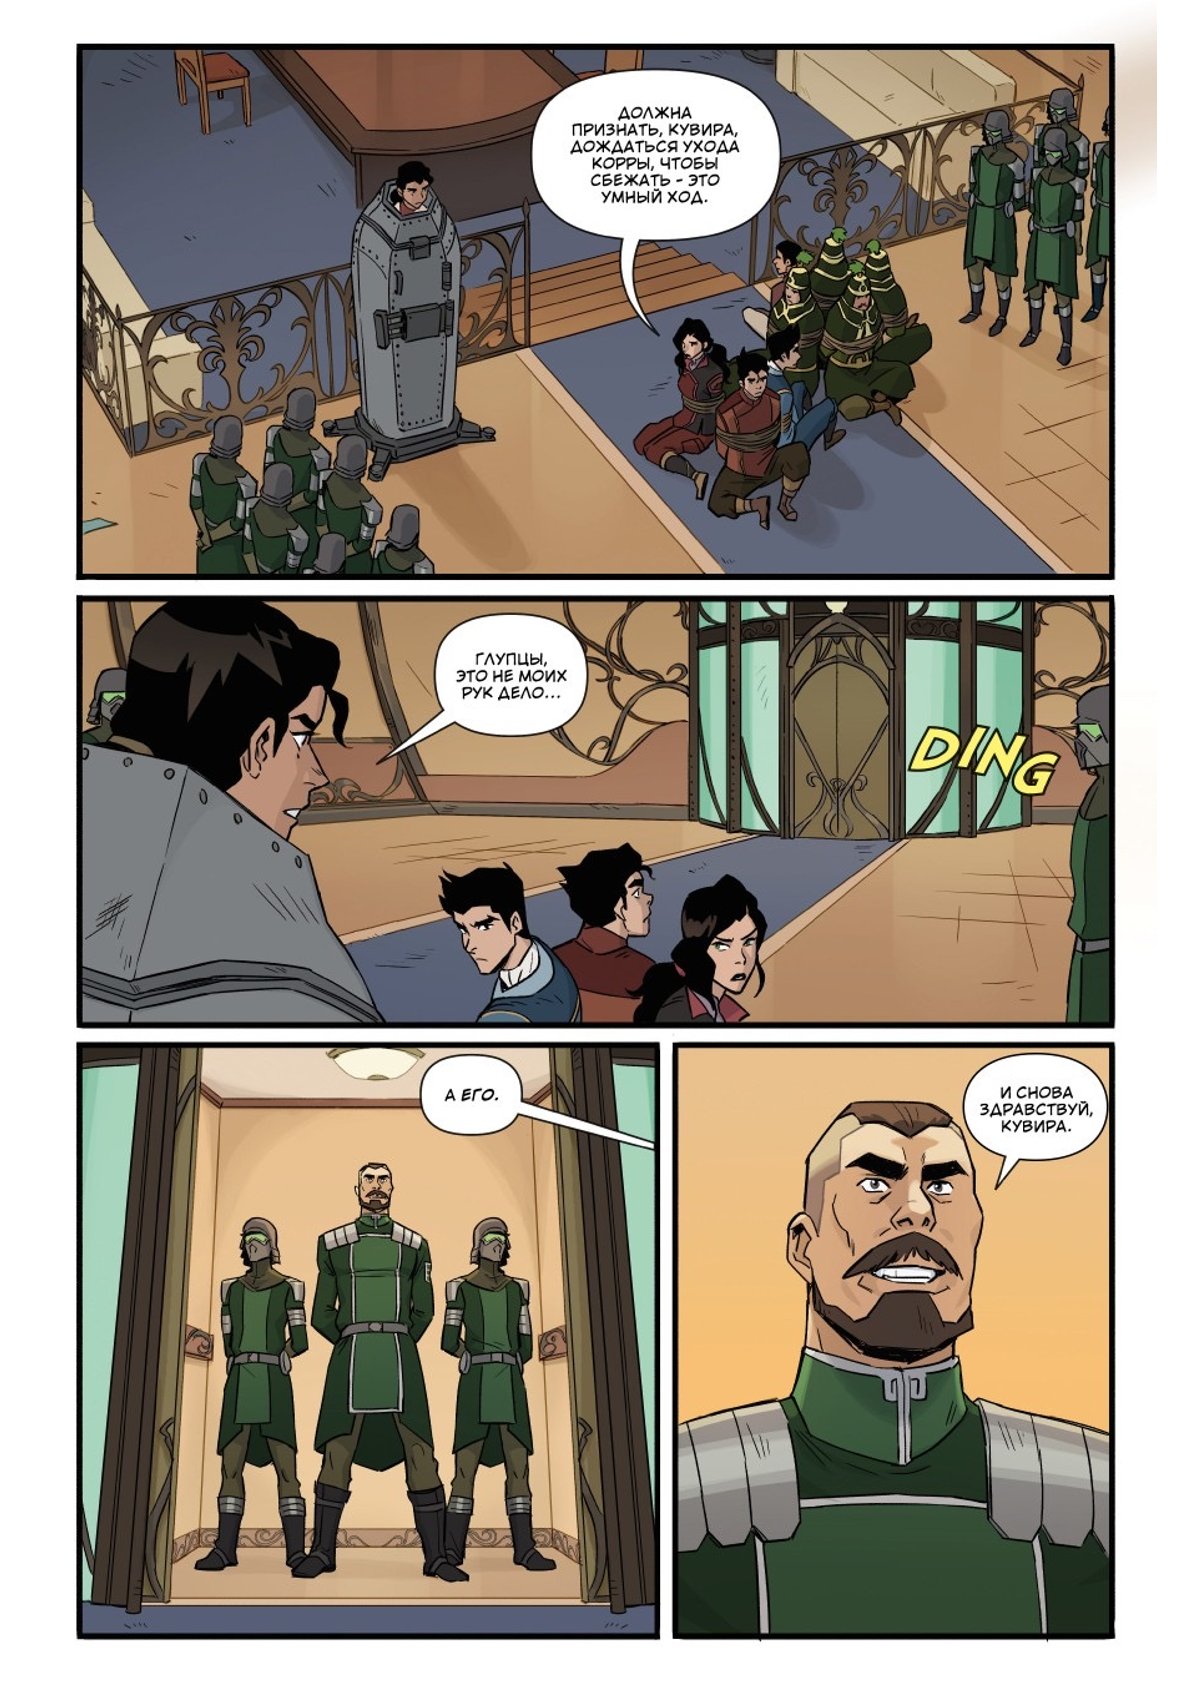 ДОЛЖНА
ПРИЗНАТЬ, КУВИРА,
ДОЖДАТЬСЯ УХОДА
КОРРЫ, ЧТОБЫ
СБЕЖАТЬ - ЭТО
УМНЫЙ ХОД.
ГЛУПЦЫ,
ЭТО НЕ МОИХ
РУК ДЕЛО...
DING
А ЕГО.
И СНОВА
ЗДРАВСТВУЙ,
КУВИРА.